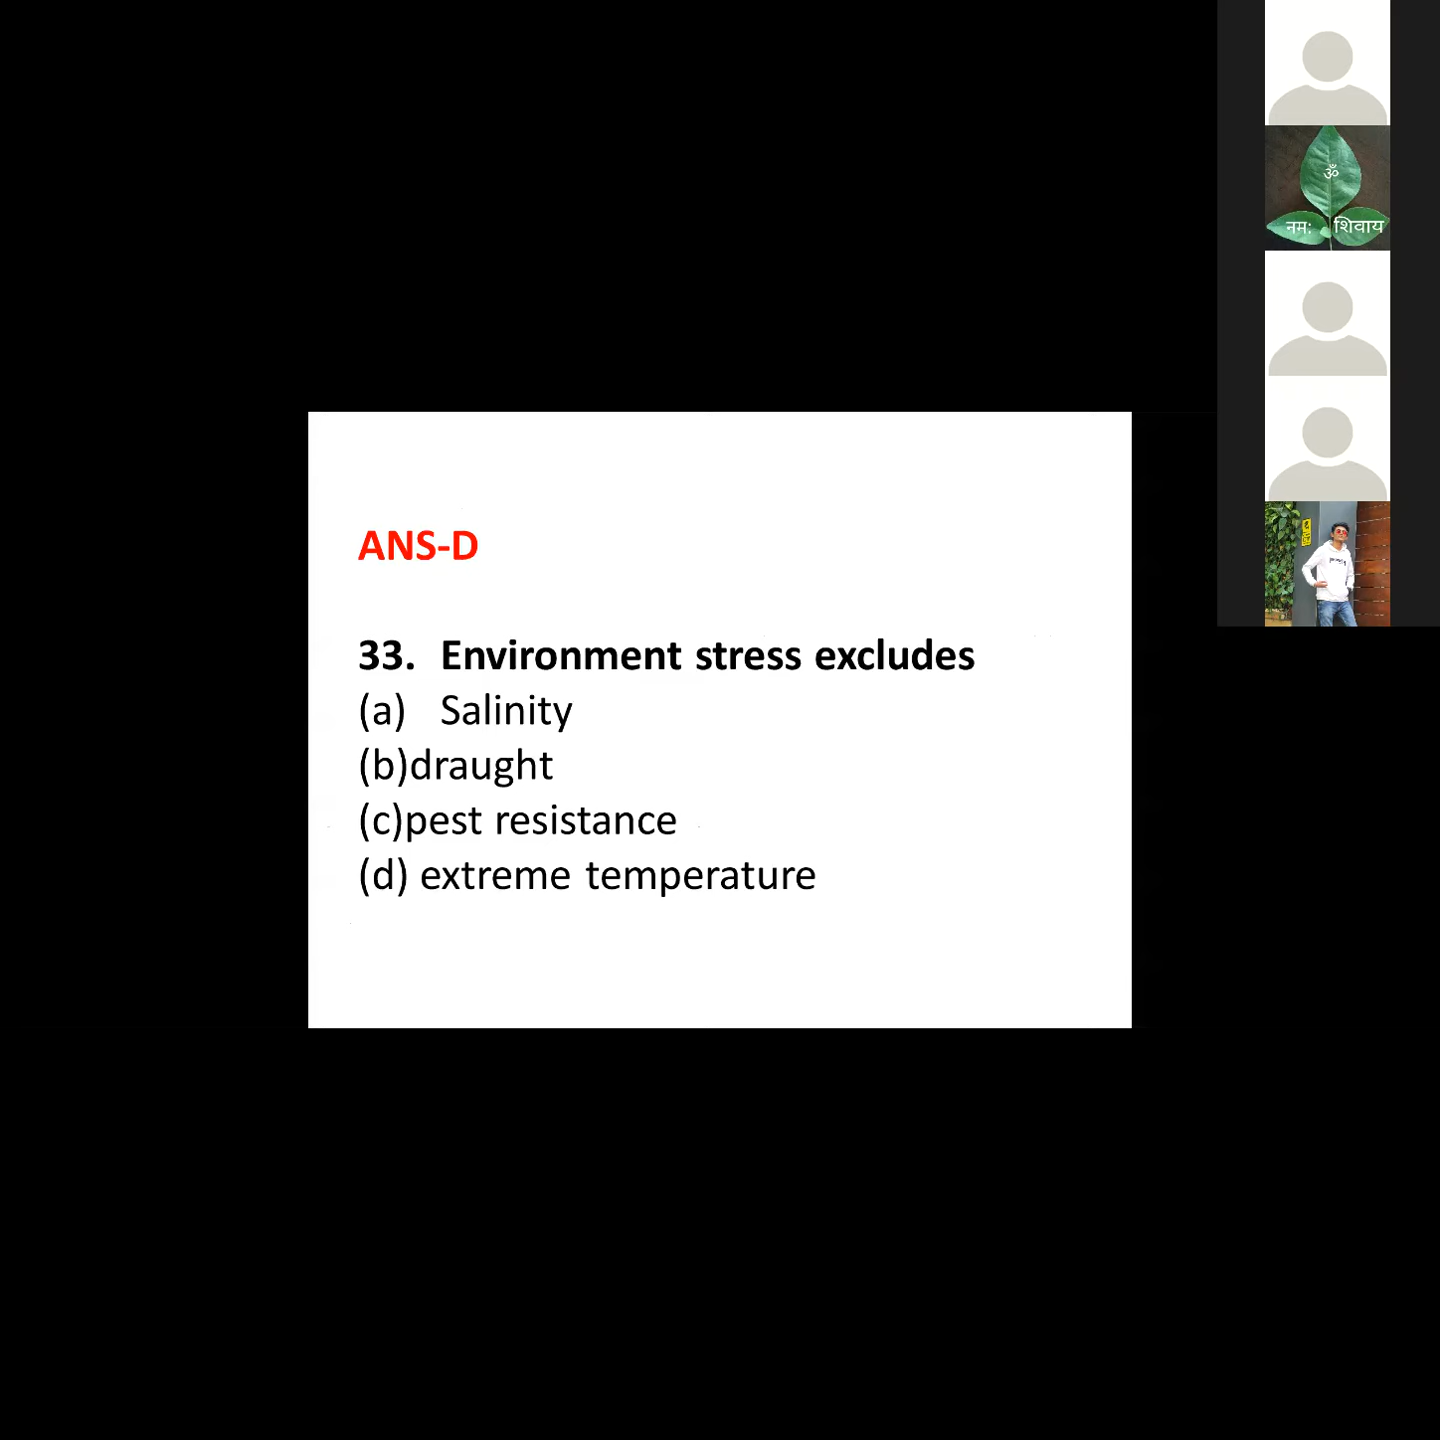 ANS-D
33. Environment stress excludes
(a) Salinity
(b)draught
(c)pest resistance
(d) extreme temperature
ॐ
नम: शिवाय